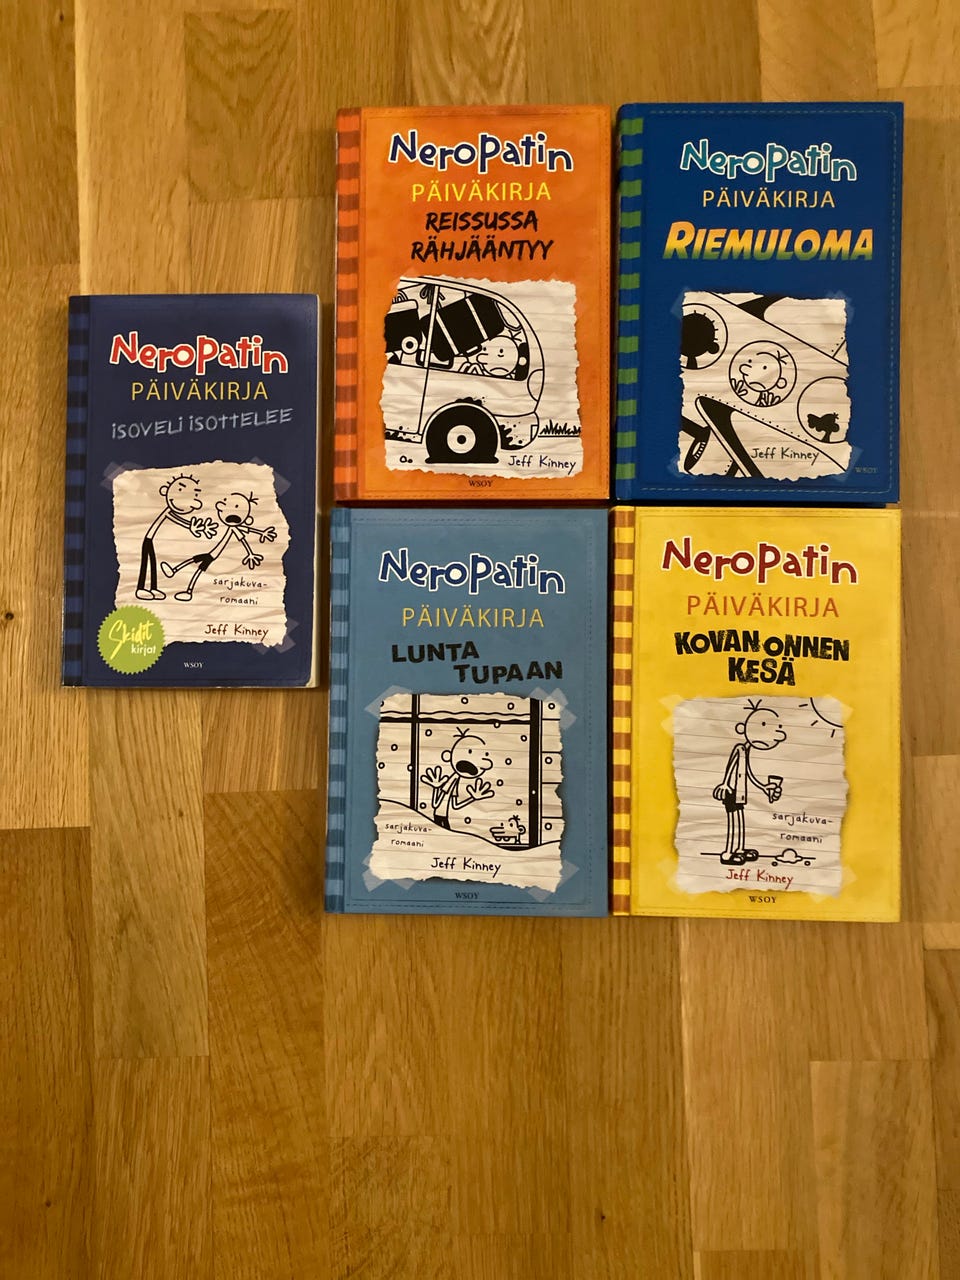 Neropatin
PÄIVÄKIRJA
ISOVELI ISOTTELEE
sarjakuva-
romaani
Jeff Kinney
Skidit
kirjat
WSOY
Neropatin
PÄIVÄKIRJA
REISSUSSA
RÄHJÄÄNTYY
Jeff Kinney
WSOY
Neropatin
PÄIVÄKIRJA
RIEMULOMA
Jeff Kinney
WSOY
Neropatin
PÄIVÄKIRJA
LUNTA
TUPAAN
sarjakuva-
romaani
Jeff Kinney
WSOY
Neropatin
PÄIVÄKIRJA
KOVAN ONNEN
KESÄ
sarjakuva-
romaani
Jeff Kinney
WSOY